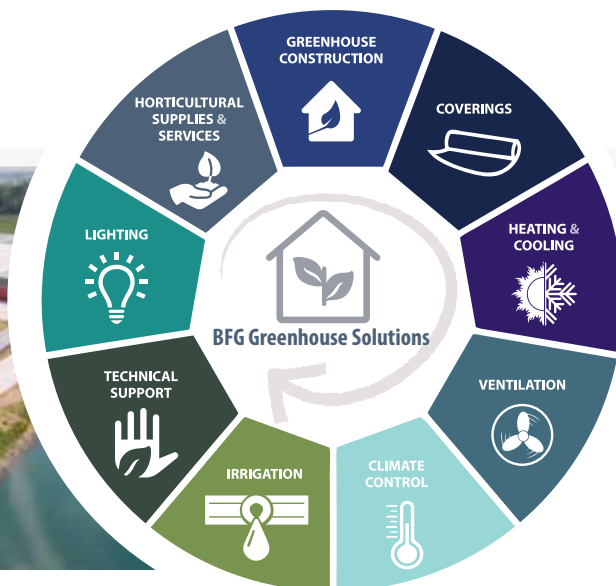 GREENHOUSE
CONSTRUCTION
COVERINGS
HEATING &
COOLING
VENTILATION
CLIMATE
CONTROL
IRRIGATION
TECHNICAL
SUPPORT
LIGHTING
HORTICULTURAL
SUPPLIES &
SERVICES
BFG Greenhouse Solutions